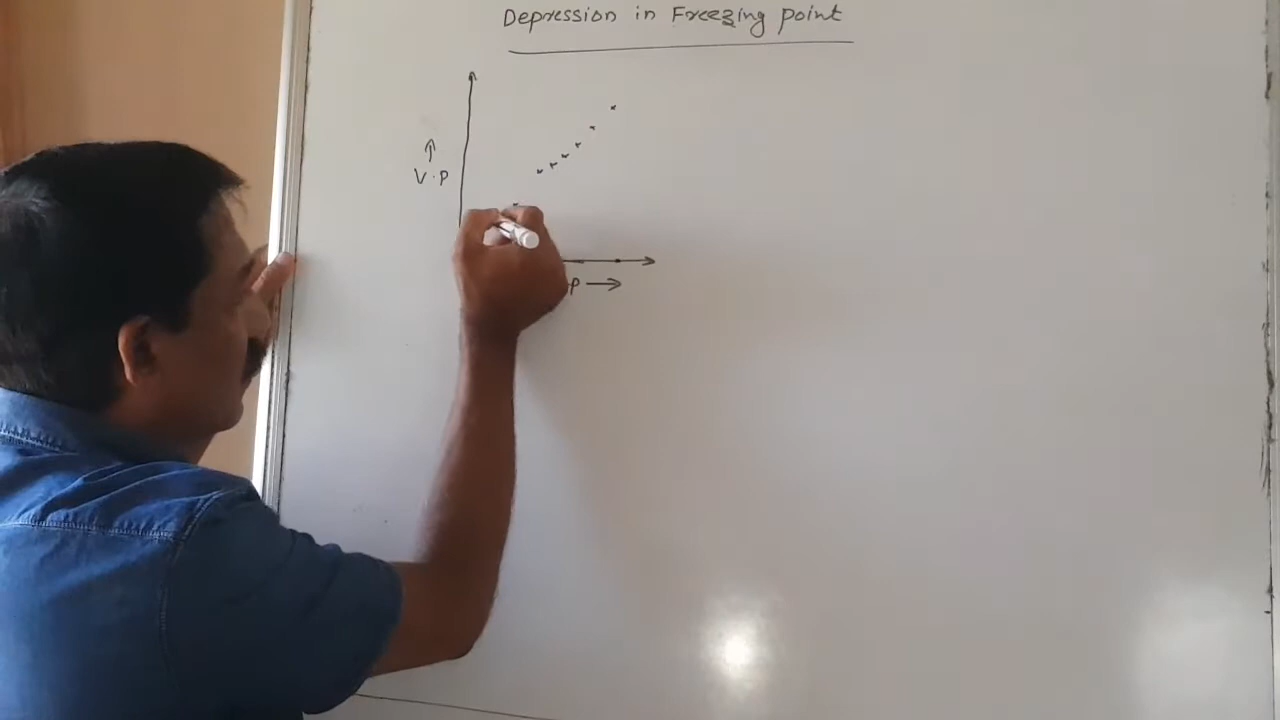 Depression in Freezing point
↑
V.P
P →